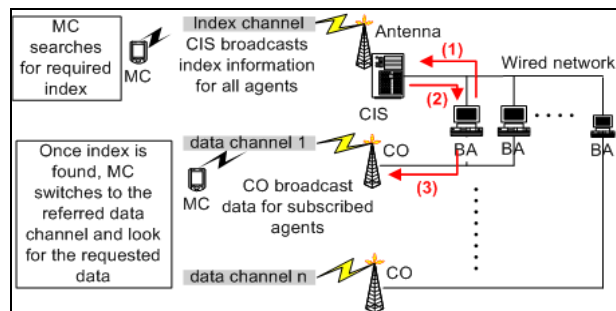 MC
searches
for required
index
MC
Index channel
CIS broadcasts
index information
for all agents
Antenna
CIS
(1)
(2)
Wired network
BA
BA
BA
Once index is
found, MC
switches to the
referred data
channel and look
for the requested
data
data channel 1
MC
CO
CO broadcast
data for subscribed
agents
(3)
data channel n
CO